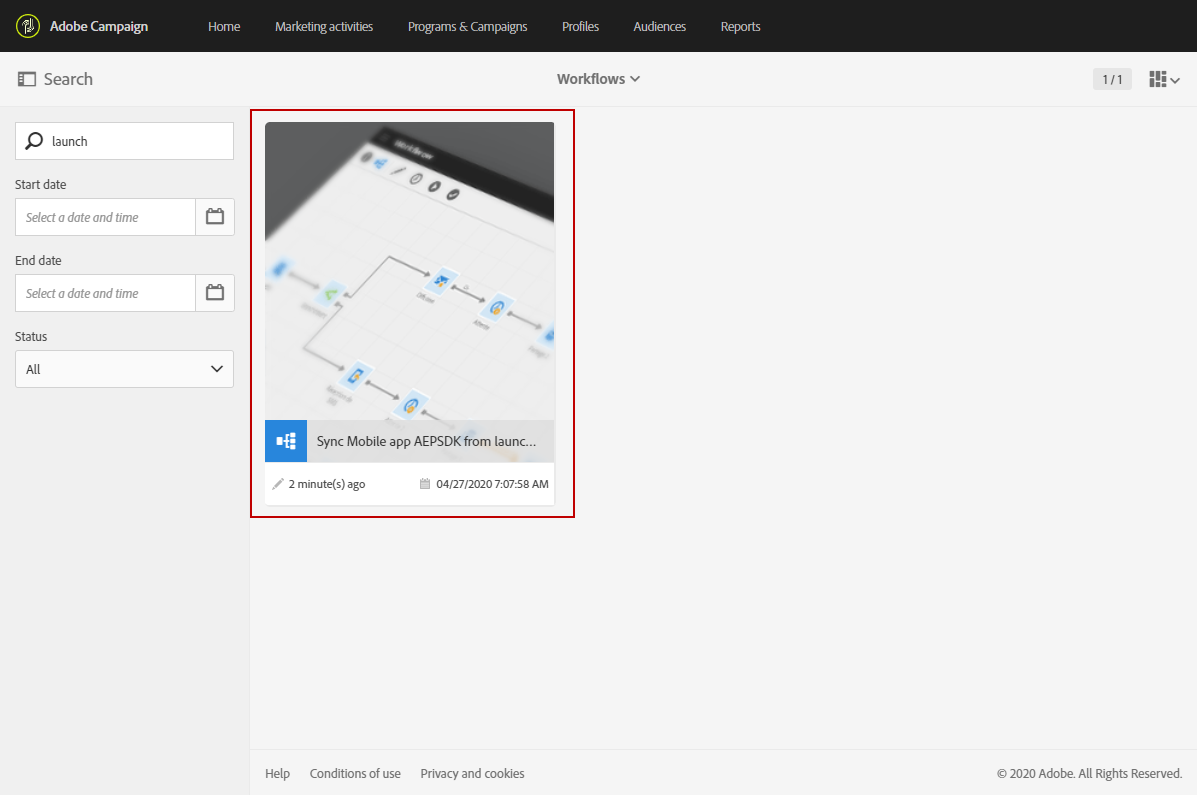 Adobe Campaign Home Marketing activities Programs & Campaigns Profiles Audiences Reports
Search
Workflows
1 / 1
launch
Start date
Select a date and time
End date
Select a date and time
Status
All
Workflow
Sync Mobile app AEPSDK from launc...
2 minute(s) ago
04/27/2020 7:07:58 AM
Help Conditions of use Privacy and cookies
© 2020 Adobe. All Rights Reserved.